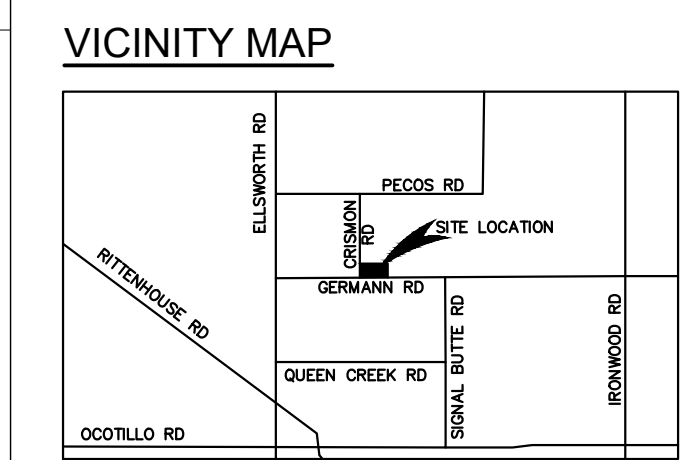 VICINITY MAP
ELLSWORTH RD
PECOS RD
CRISMON
RD
SITE LOCATION
RITTENHOUSE RD
GERMANN RD
SIGNAL BUTTE RD
IRONWOOD RD
QUEEN CREEK RD
OCOTILLO RD